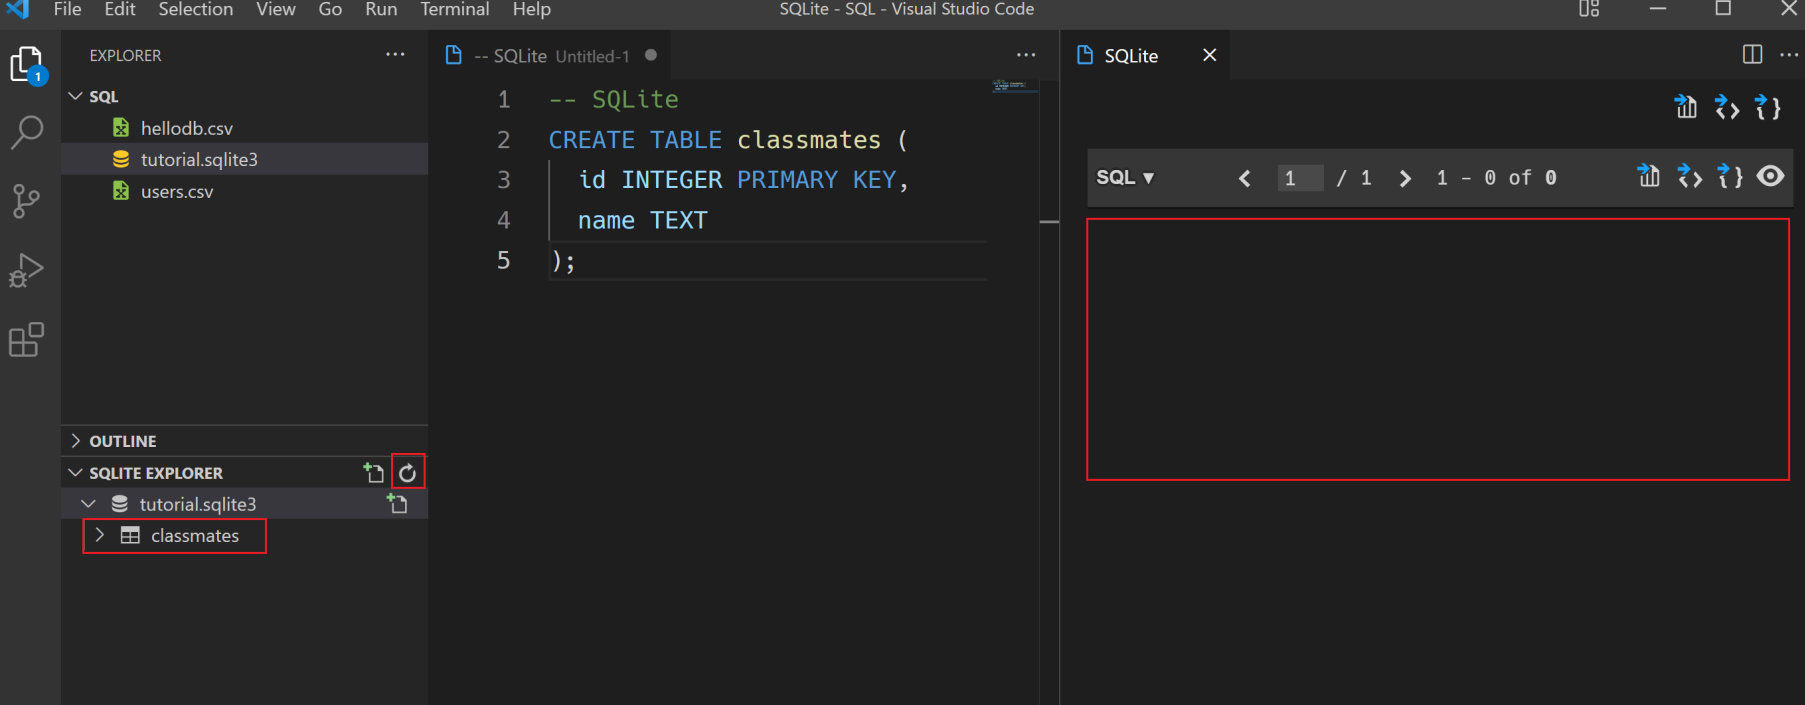 File Edit Selection View Go Run Terminal Help
SQLite - SQL - Visual Studio Code
1
EXPLORER
SQL
hellodb.csv
tutorial.sqlite3
users.csv
OUTLINE
SQLITE EXPLORER
tutorial.sqlite3
classmates
-- SQLite Untitled-1
1 -- SQLite
2 CREATE TABLE classmates (
3 id INTEGER PRIMARY KEY,
4 name TEXT
5 );
SQLite
SQL ▼ < 1 / 1 > 1 - 0 of 0